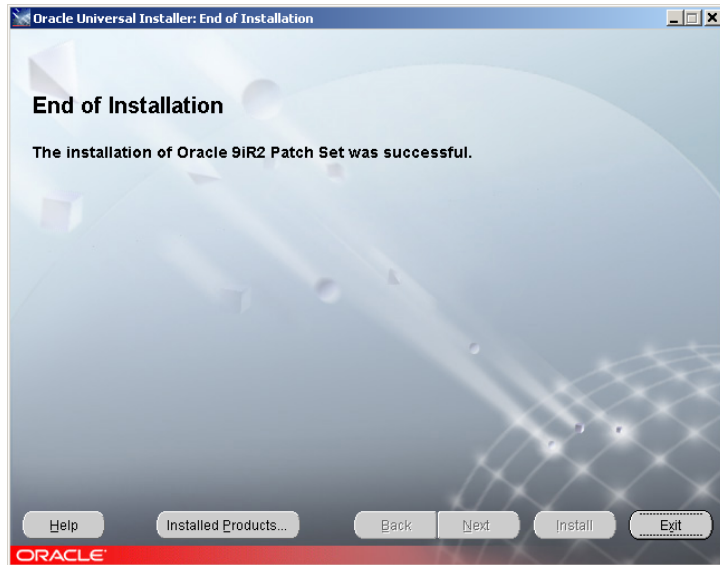 Oracle Universal Installer: End of Installation
End of Installation
The installation of Oracle 9iR2 Patch Set was successful.
Help Installed Products... Back Next Install Exit
ORACLE